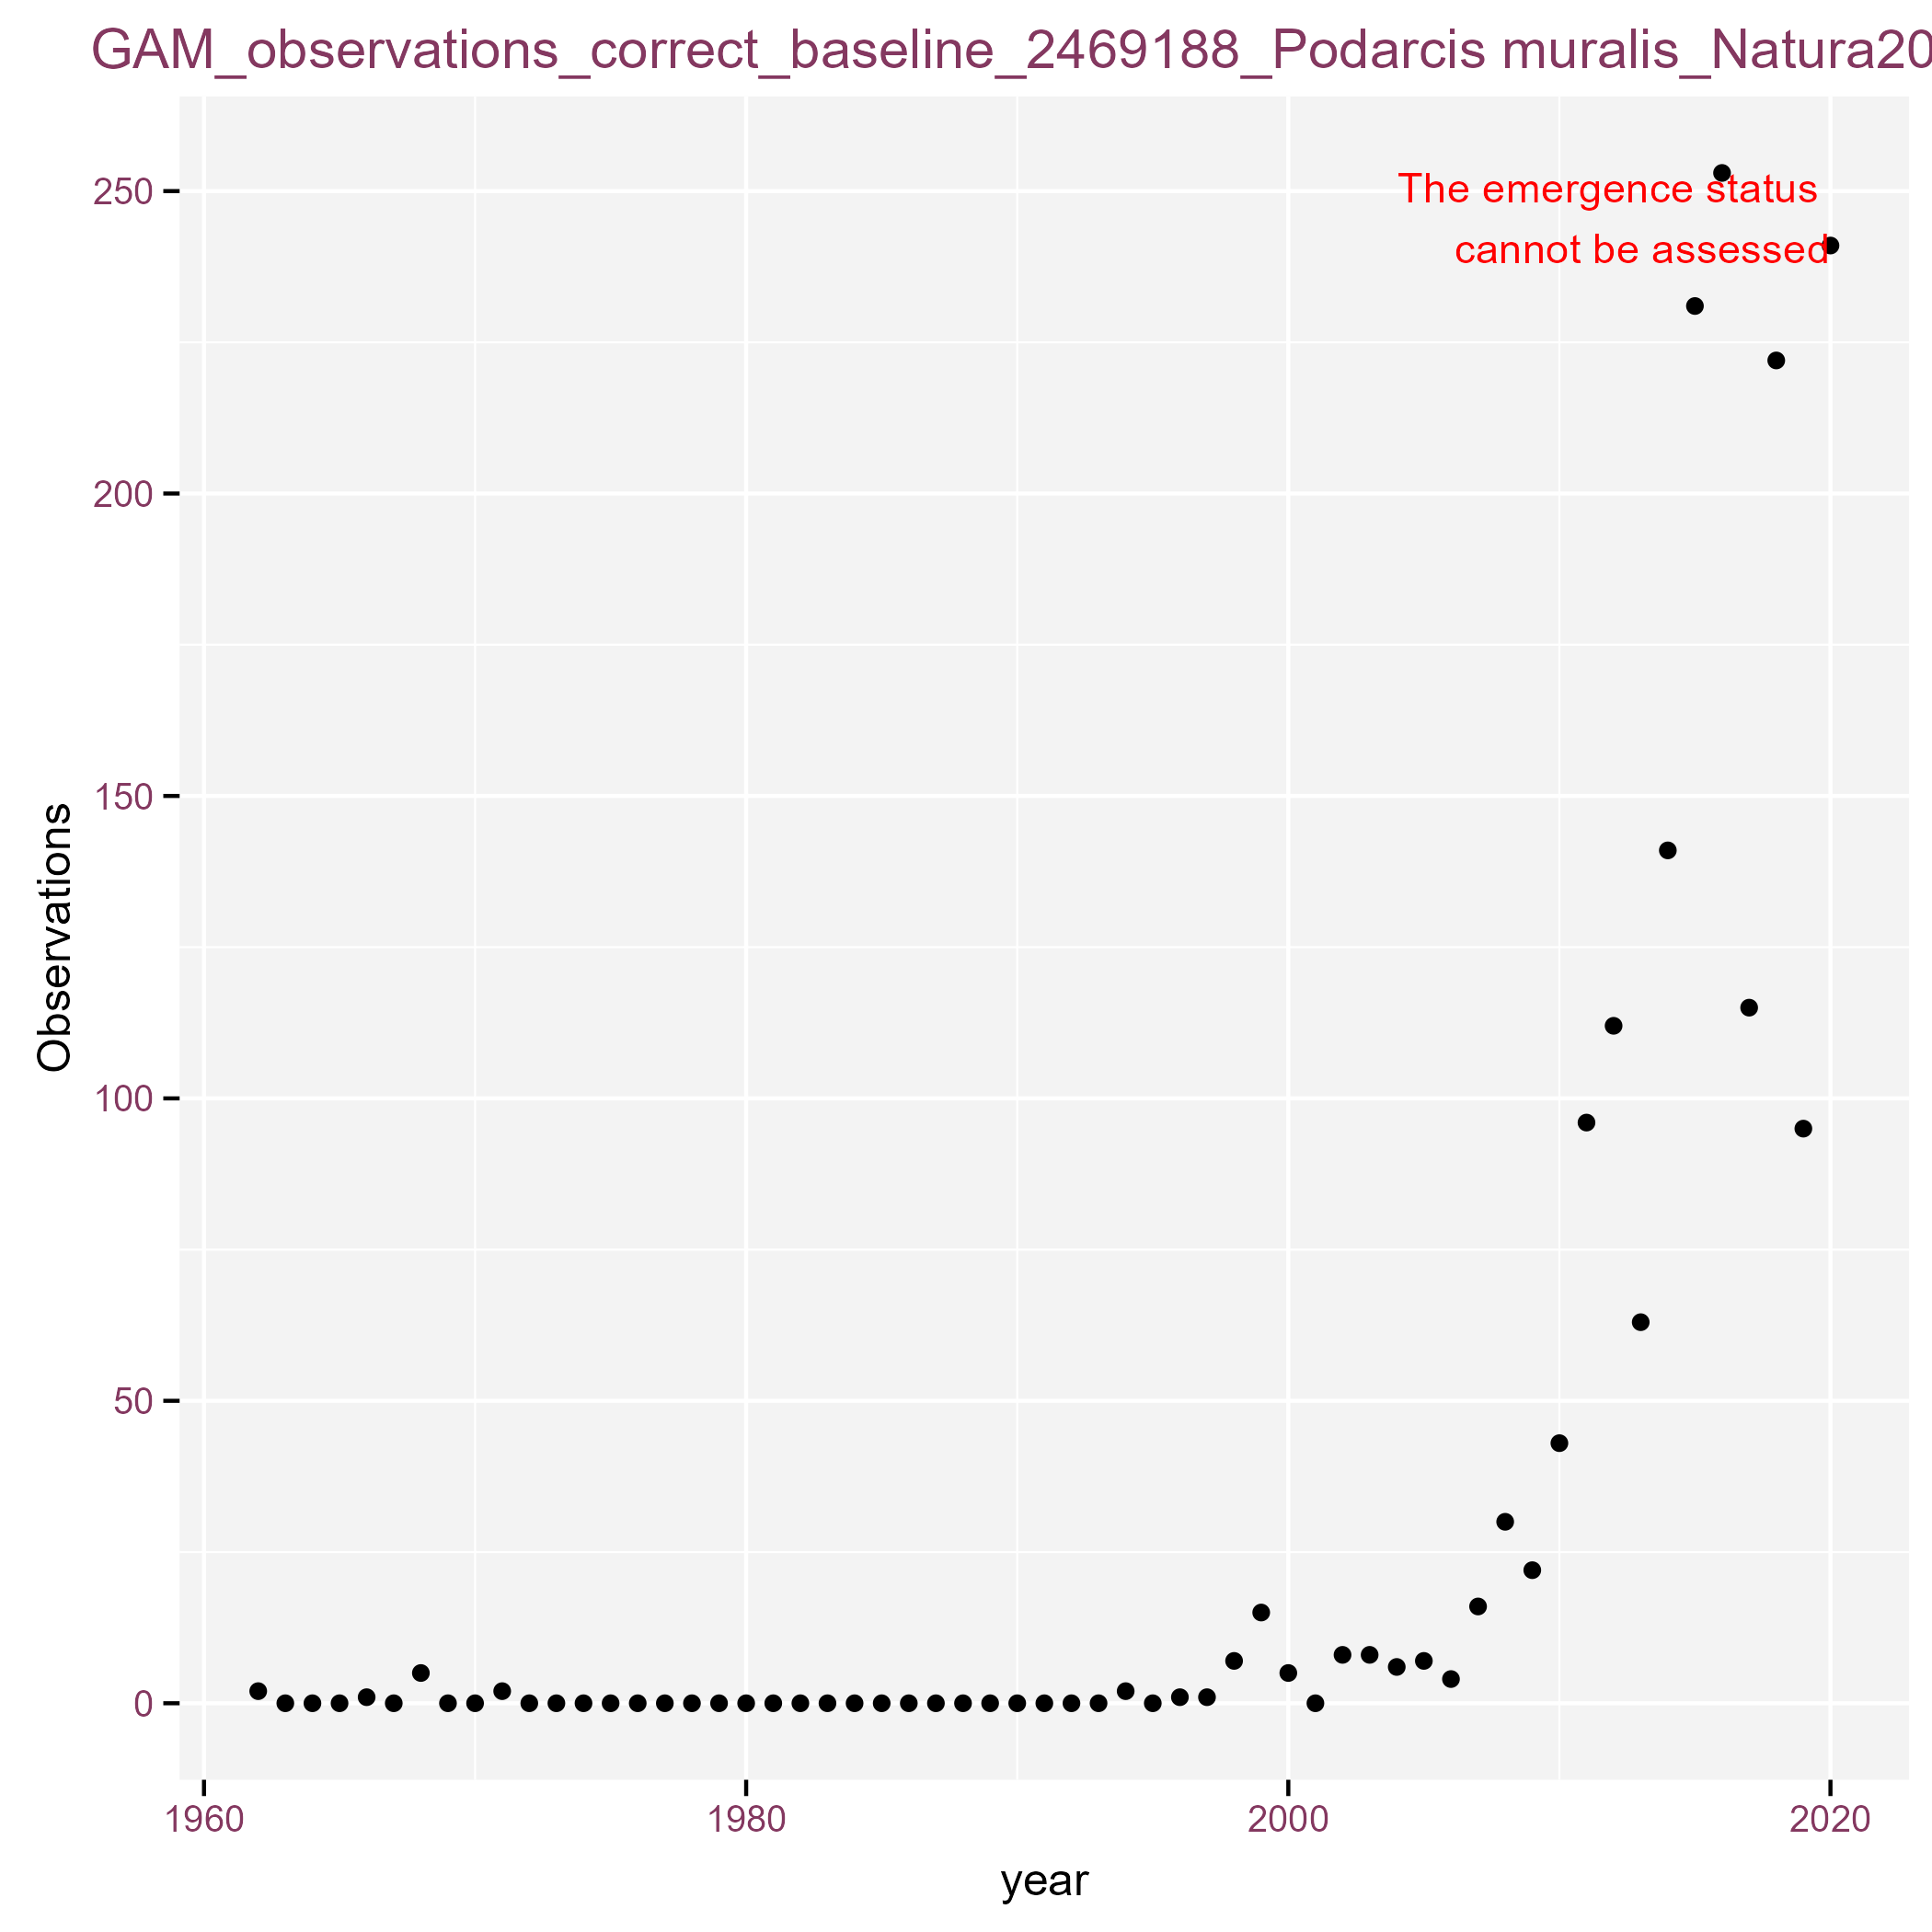 GAM_observations_correct_baseline_2469188_Podarcis muralis_Natura20
The emergence status
cannot be assessed
250
200
150
100
50
0
Observations
1960 1980 2000 2020
year